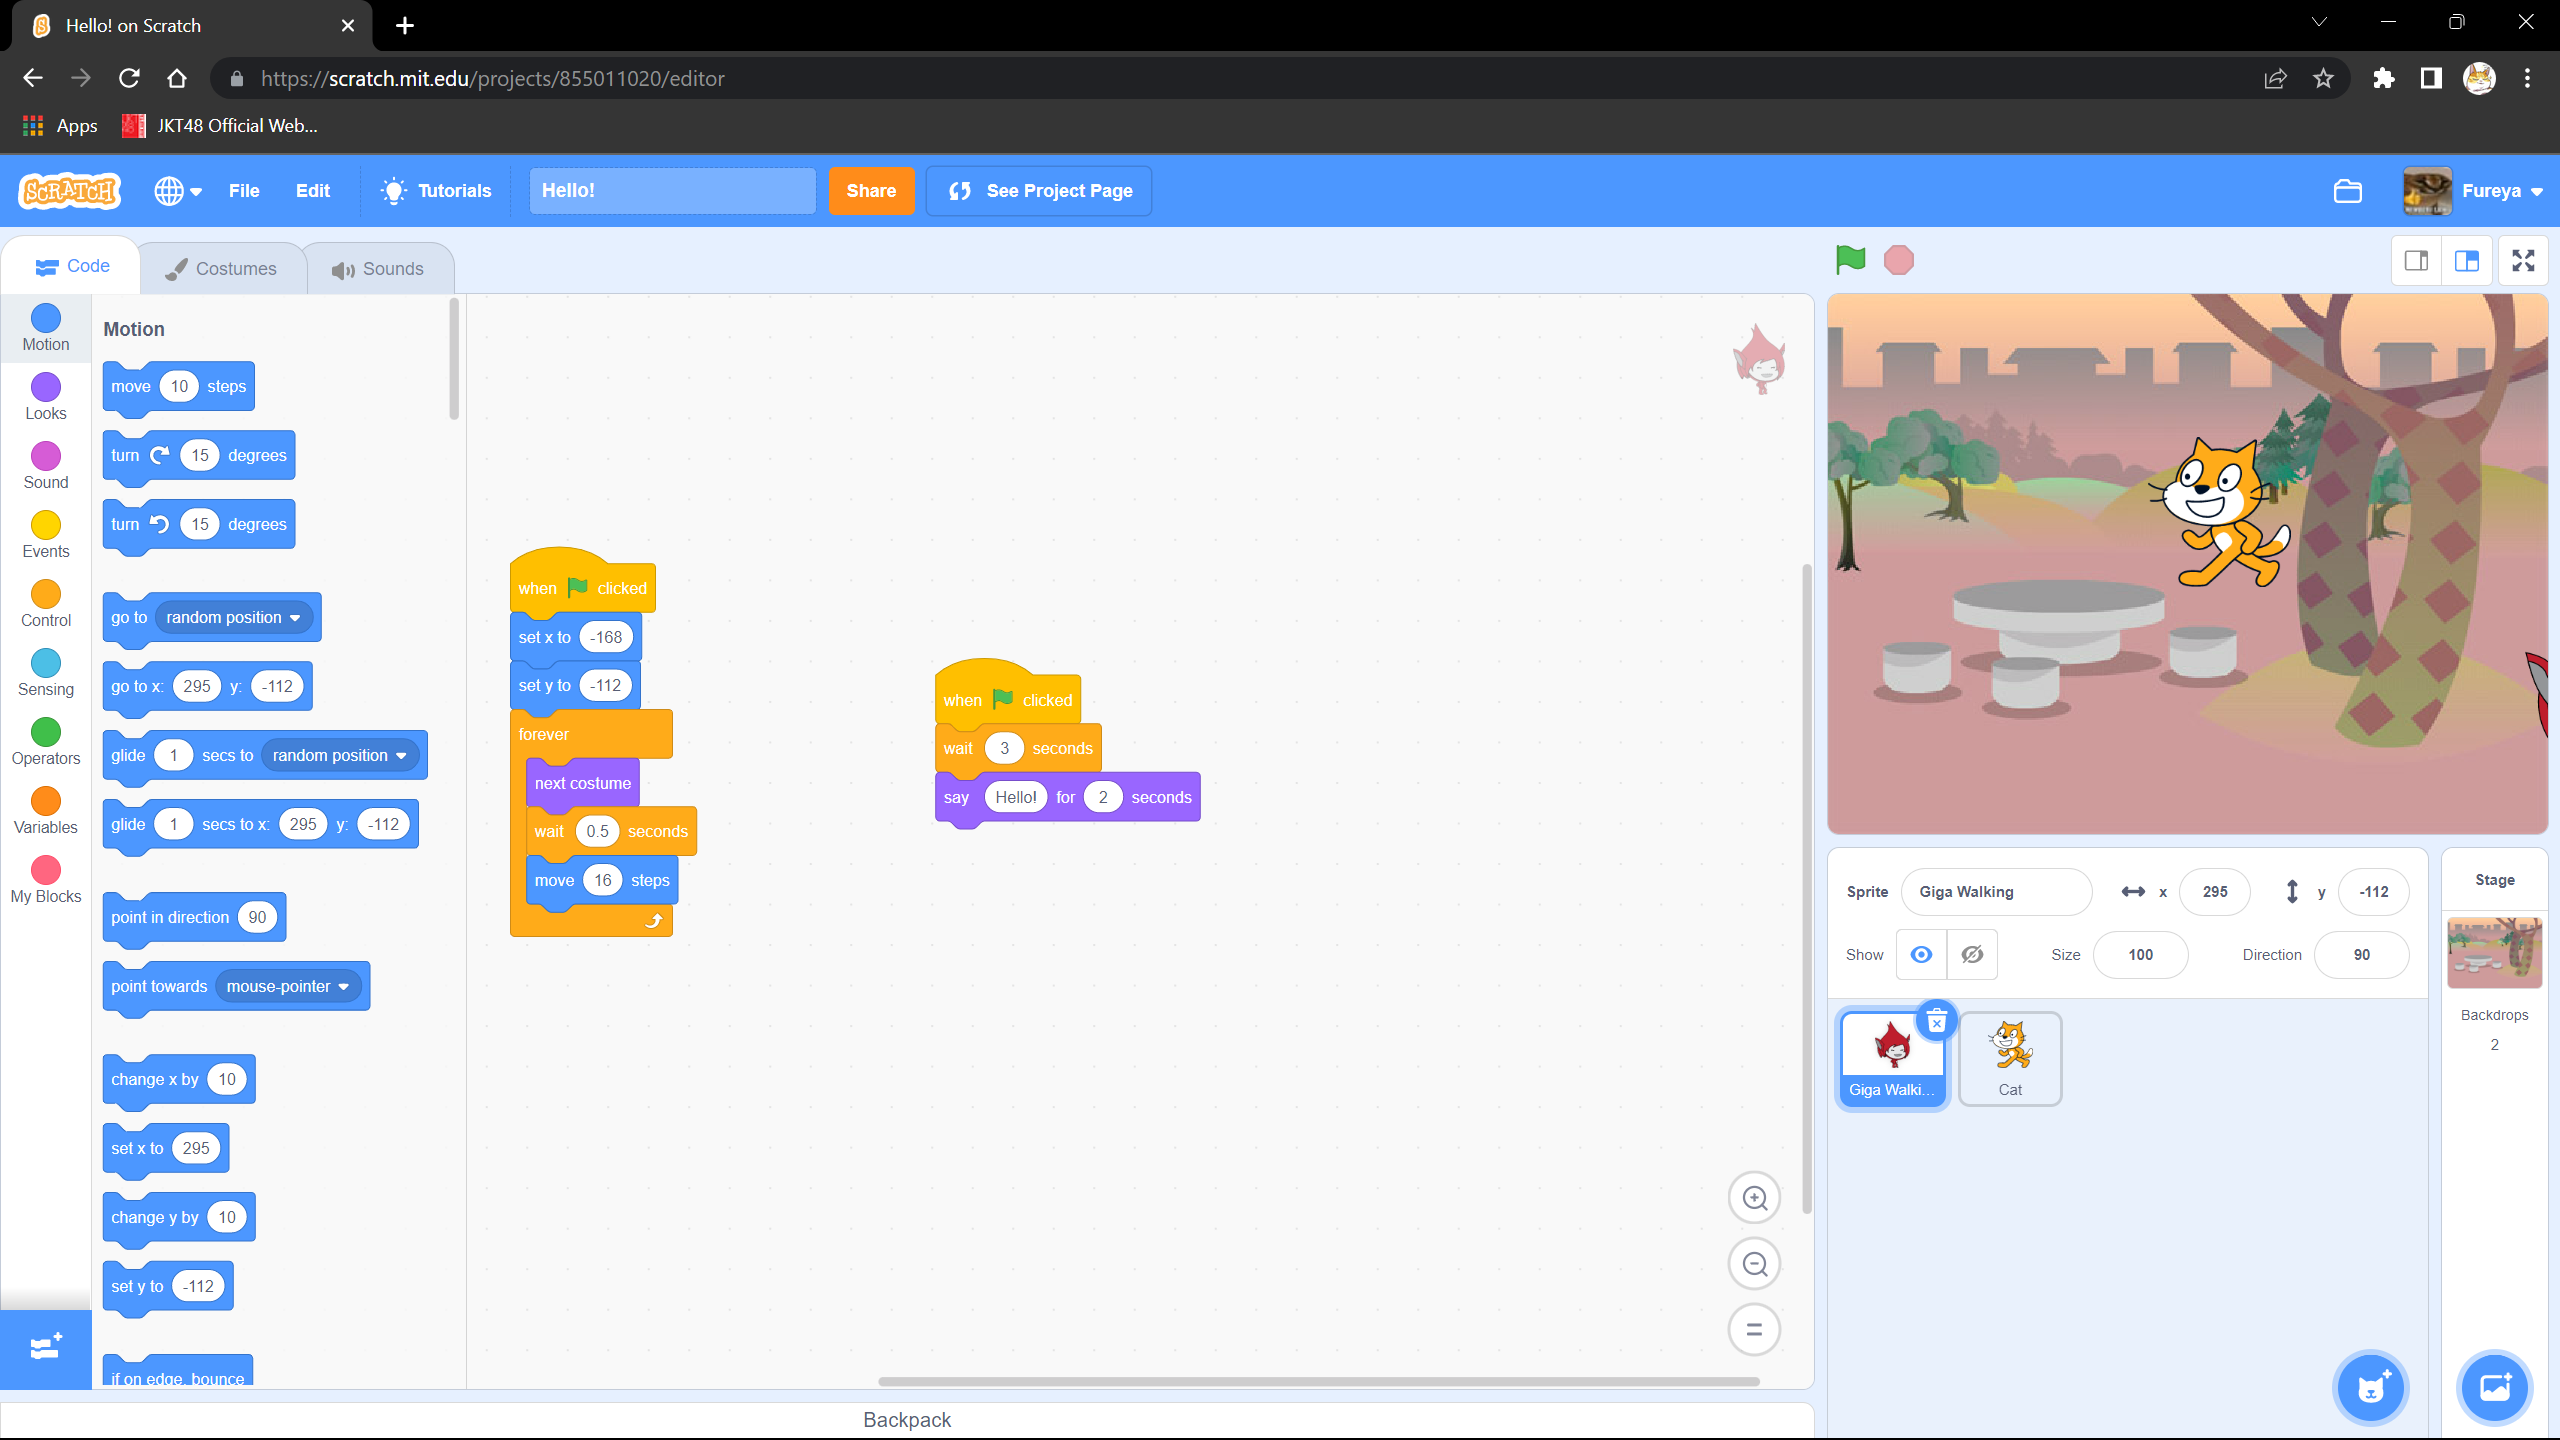 Hello! on Scratch
https://scratch.mit.edu/projects/855011020/editor
Apps JKT48 Official Web...
SCRATCH File Edit Tutorials Hello! Share See Project Page Fureya
Code Costumes Sounds
Motion
Looks
Sound
Events
Control
Sensing
Operators
Variables
My Blocks
Motion
move 10 steps
turn 15 degrees
turn 15 degrees
go to random position
go to x: 295 y: -112
glide 1 secs to random position
glide 1 secs to x: 295 y: -112
point in direction 90
point towards mouse-pointer
change x by 10
set x to 295
change y by 10
set y to -112
if on edge, bounce
when clicked
set x to -168
set y to -112
forever
next costume
wait 0.5 seconds
move 16 steps
when clicked
wait 3 seconds
say Hello! for 2 seconds
Sprite Giga Walking x 295 y -112
Show Size 100 Direction 90
Giga Walki...
Cat
Stage
Backdrops
2
Backpack